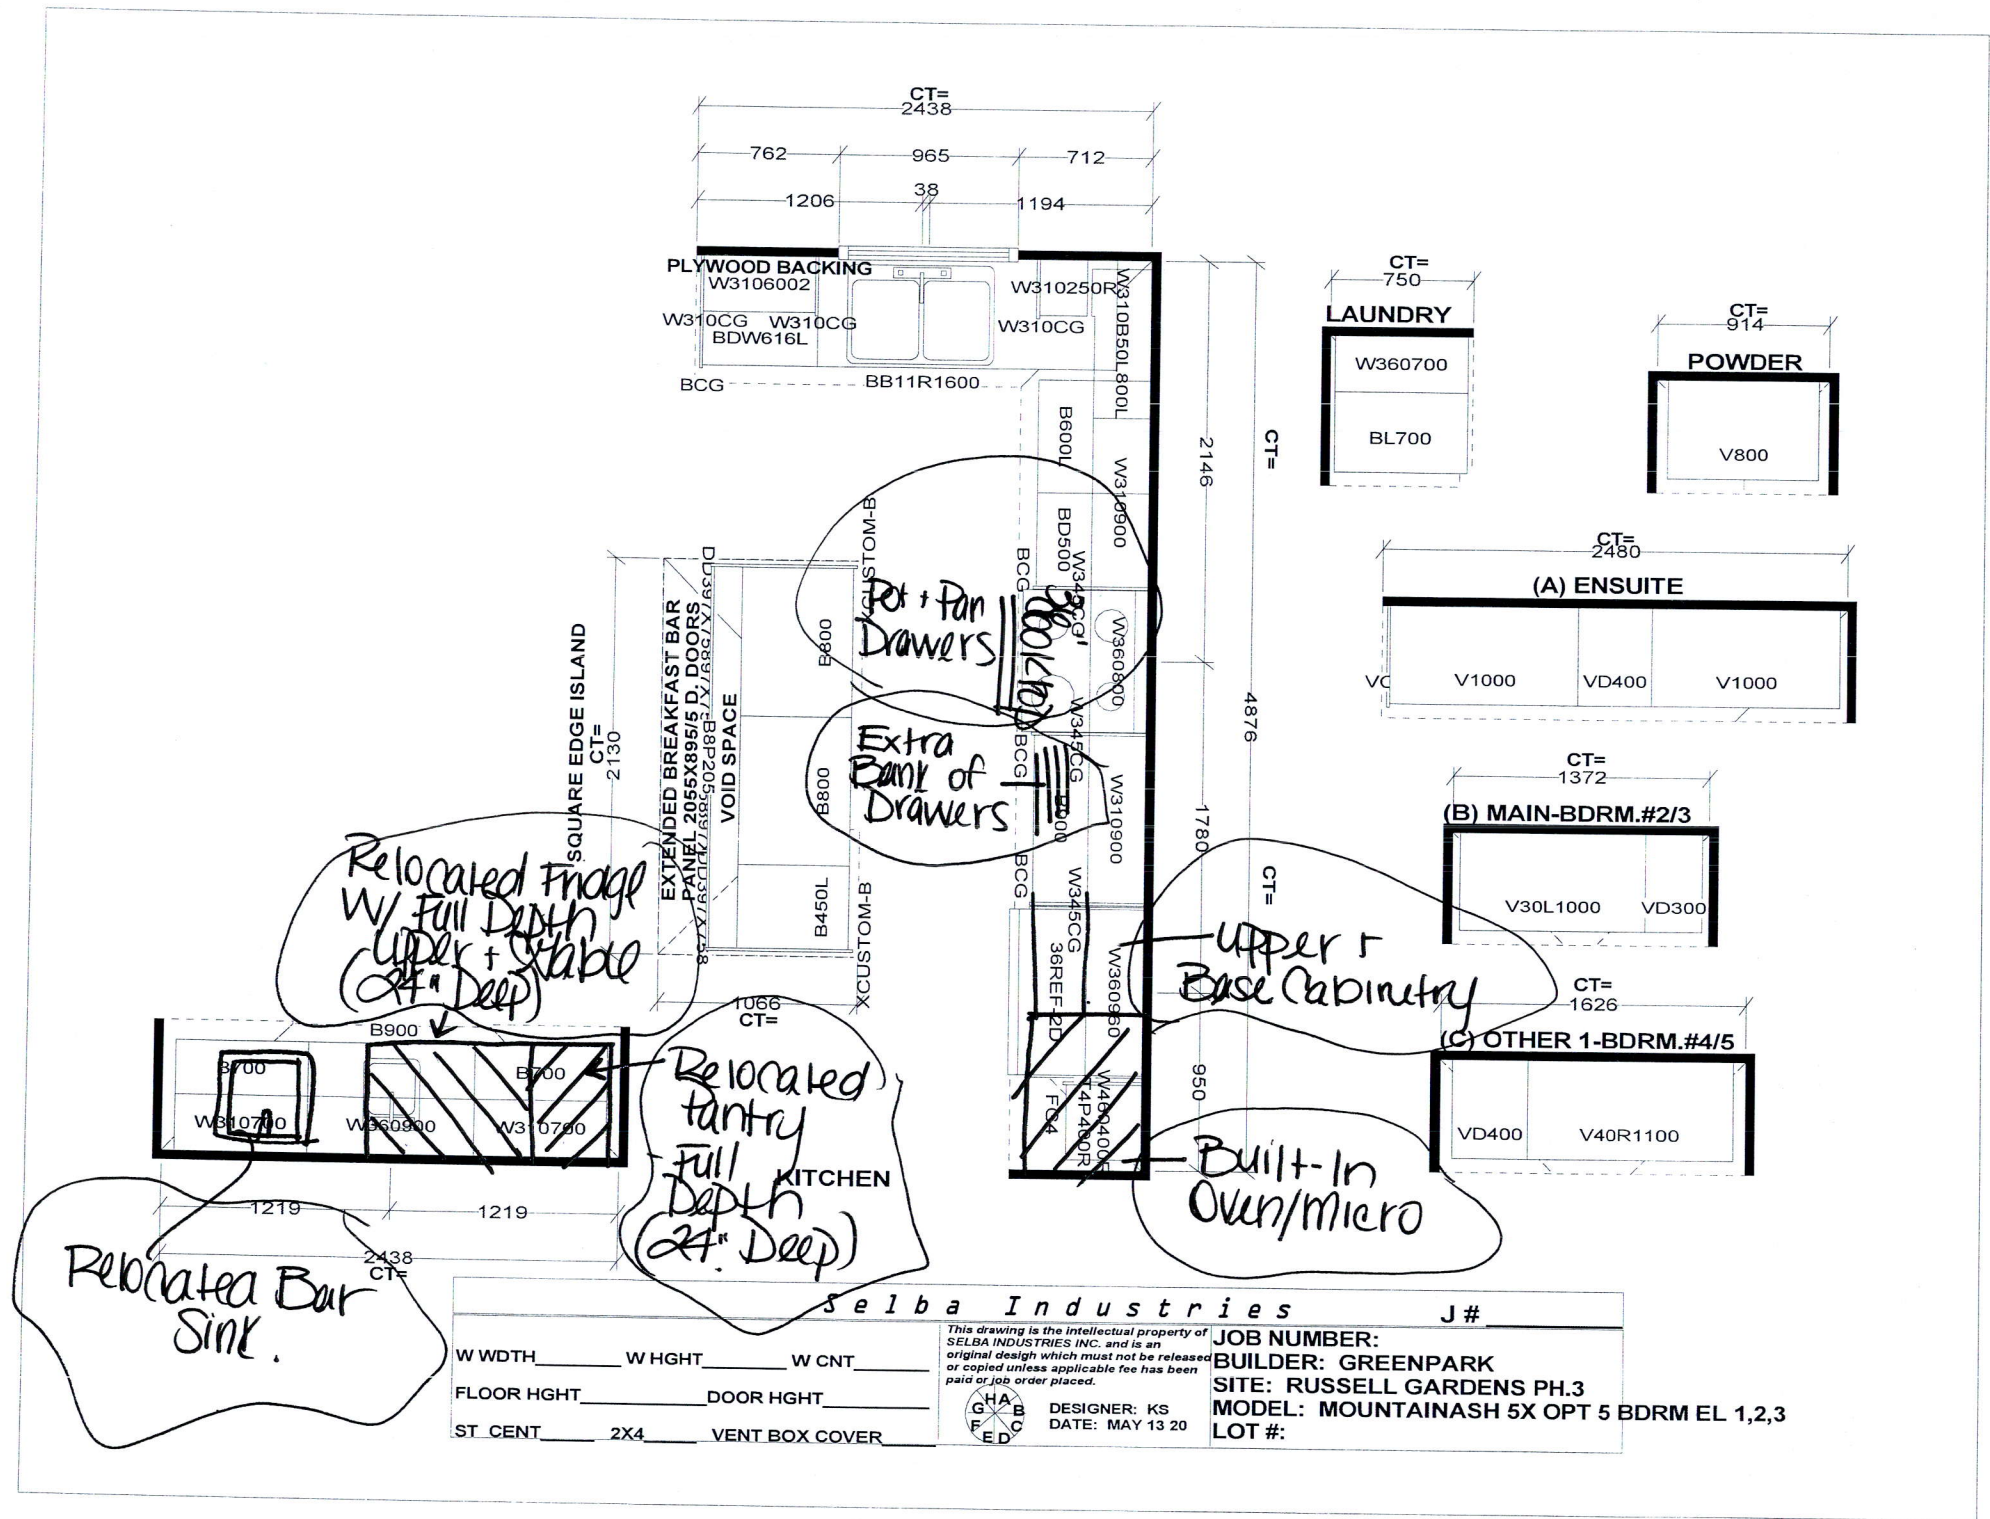 CT=
2438
762
965
712
38
1206
1194
PLYWOOD BACKING
W3106002
W310250R
W310CG
W310CG
W310CG
BDW616L
BCG
BB11R1600
W310B50L800L
B600L
W310900
BD500
BCG
W345CG
W360800
2146
CT=
4876
Pot + Pan
Drawers
36"
Cooktop
XCUSTOM-B
Extra
Bank of
Drawers
BCG
W345CG
W310900
1780
BCG
W345CG
CT=
36REF-2D
W360960
950
T4P400R
Upper +
Base Cabinetry
Built-In
Oven/Micro
SQUARE EDGE ISLAND
CT=
2130
EXTENDED BREAKFAST BAR
PANEL 2055X895/5 D. DOORS
VOID SPACE
B800
B800
B450L
XCUSTOM-B
1066
CT=
Relocated Fridge
W/ Full Depth
Upper + Gable
(24" Deep)
B900
B700
B700
W310700
W360900
W310700
Relocated
Pantry
Full
Depth
(24" Deep)
KITCHEN
1219
1219
2438
CT=
Relocated Bar
Sink.
CT=
750
LAUNDRY
W360700
BL700
CT=
914
POWDER
V800
CT=
2480
(A) ENSUITE
V1000
VD400
V1000
CT=
1372
(B) MAIN-BDRM.#2/3
V30L1000
VD300
CT=
1626
(C) OTHER 1-BDRM.#4/5
VD400
V40R1100
Selba Industries
J#
W WDTH W HGHT W CNT
FLOOR HGHT DOOR HGHT
ST CENT 2X4 VENT BOX COVER
This drawing is the intellectual property of
SELBA INDUSTRIES INC. and is an
original desigh which must not be released
or copied unless applicable fee has been
paid or job order placed.
H A B C D E F G
DESIGNER: KS
DATE: MAY 13 20
JOB NUMBER:
BUILDER: GREENPARK
SITE: RUSSELL GARDENS PH.3
MODEL: MOUNTAINASH 5X OPT 5 BDRM EL 1,2,3
LOT #: